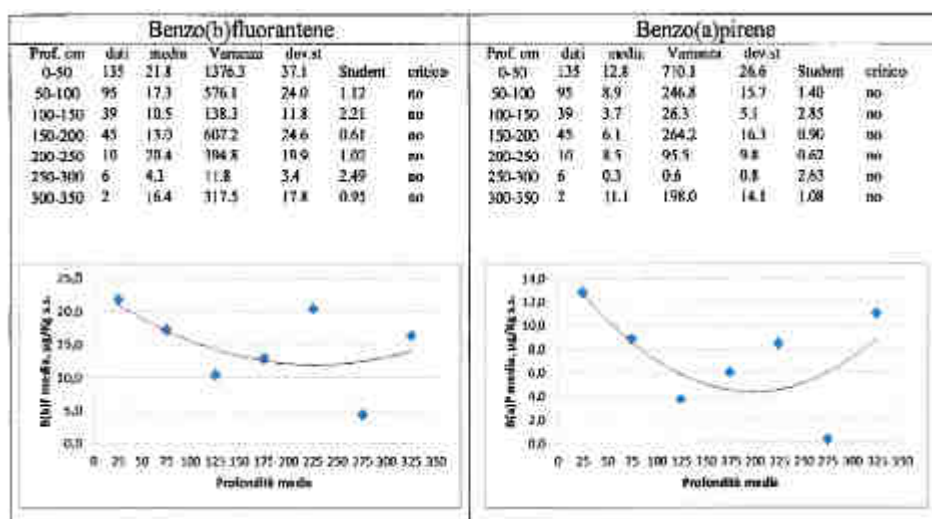 Benzo(b)fluorantene
Prof. cm dati media Varianza dev.st
0-50 135 21.8 1376.3 37.1 Student critico
50-100 95 17.3 576.1 24.0 1.12 no
100-150 39 10.5 138.3 11.8 2.21 no
150-200 45 13.0 607.2 24.6 0.61 no
200-250 10 20.4 394.8 19.9 1.02 no
250-300 6 4.3 11.8 3.4 2.49 no
300-350 2 16.4 317.5 17.8 0.95 no
25,0
20,0
15,0
10,0
5,0
0,0
B(b)F media, µg/Kg s.s.
0 25 50 75 100 125 150 175 200 225 250 275 300 325 350
Profondità media
Benzo(a)pirene
Prof. cm dati media Varianza dev.st
0-50 135 12.8 710.1 26.6 Student critico
50-100 95 8.9 246.8 15.7 1.40 no
100-150 39 3.7 26.3 5.1 2.85 no
150-200 45 6.1 264.2 16.3 0.90 no
200-250 10 8.5 95.5 9.8 0.62 no
250-300 6 0.3 0.6 0.8 2.63 no
300-350 2 11.1 198.0 14.1 1.08 no
14,0
12,0
10,0
8,0
6,0
4,0
2,0
0,0
B(a)P media, µg/Kg s.s.
0 25 50 75 100 125 150 175 200 225 250 275 300 325 350
Profondità media